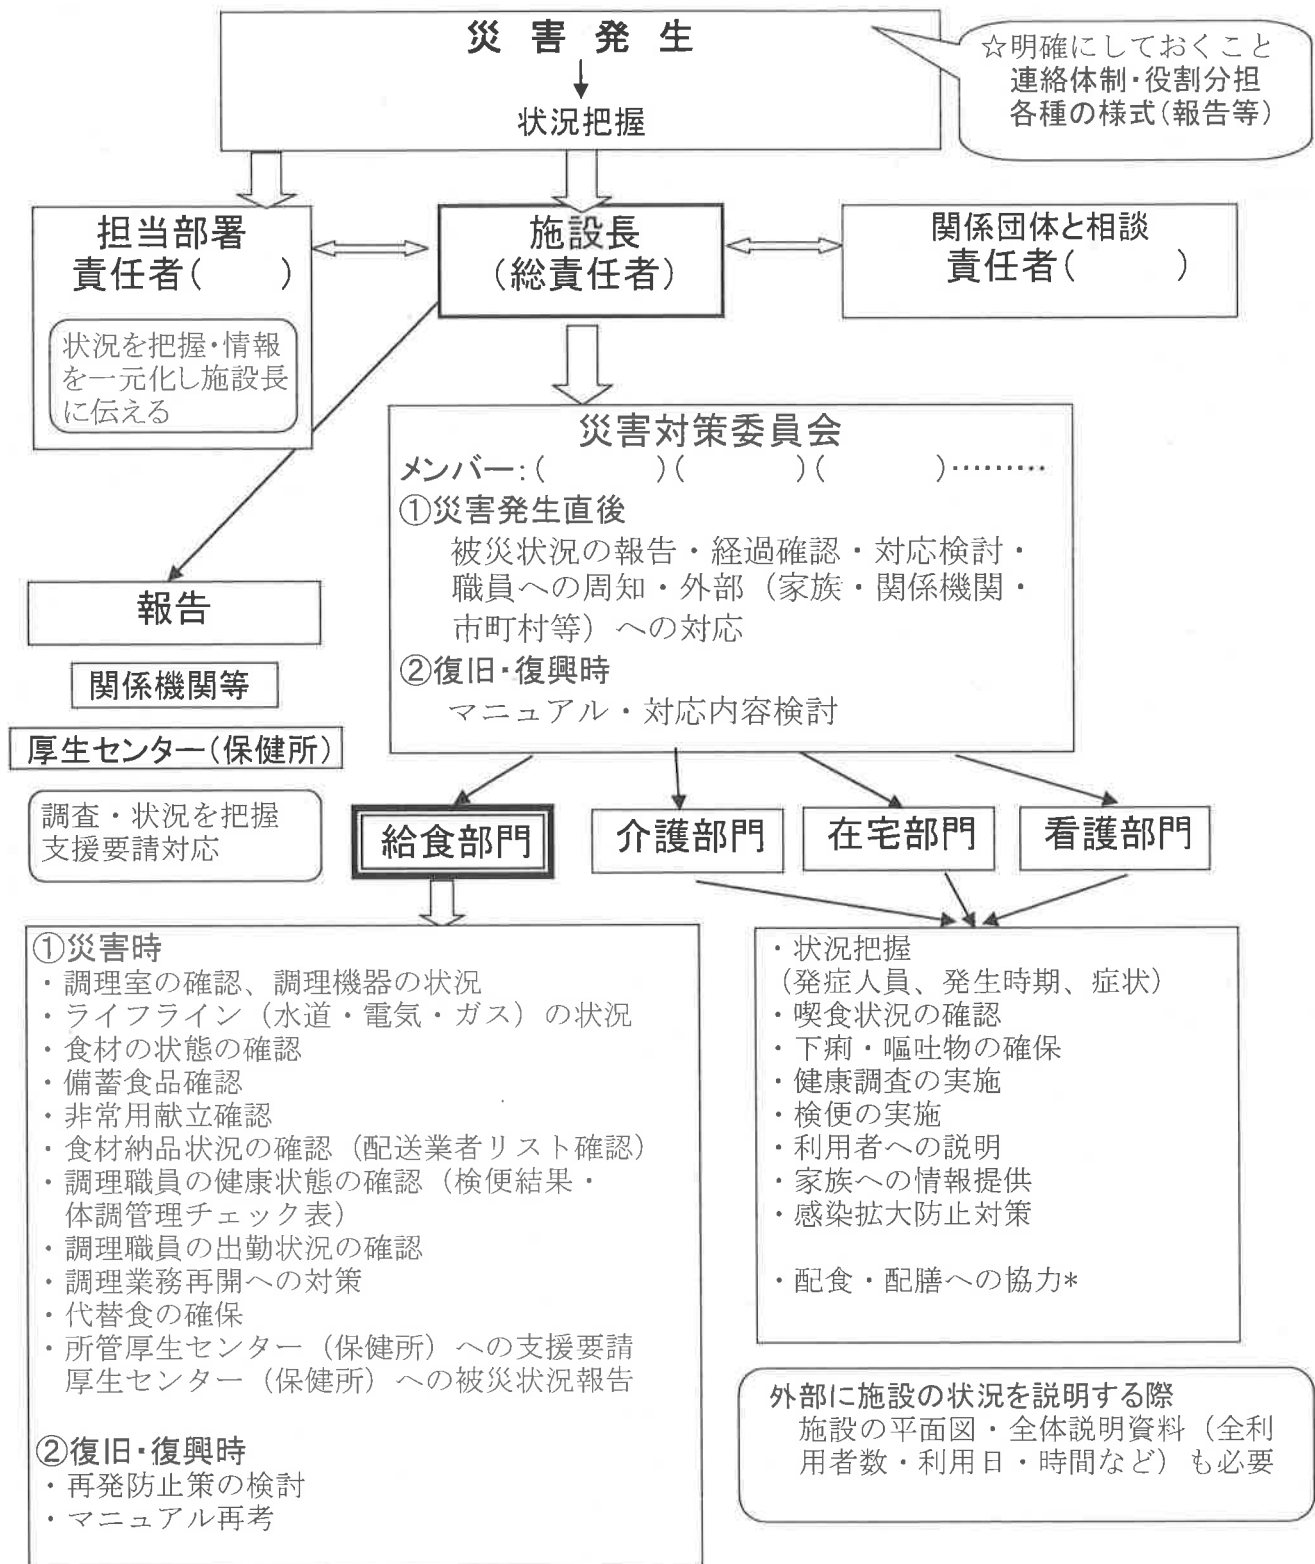 災害発生
状況把握
☆明確にしておくこと
連絡体制・役割分担
各種の様式(報告等)
担当部署
責任者(　　)
状況を把握・情報
を一元化し施設長
に伝える
施設長
(総責任者)
関係団体と相談
責任者(　　　)
災害対策委員会
メンバー:(　　　)(　　　)(　　　)………
①災害発生直後
被災状況の報告・経過確認・対応検討・
職員への周知・外部（家族・関係機関・
市町村等）への対応
②復旧・復興時
マニュアル・対応内容検討
報告
関係機関等
厚生センター(保健所)
調査・状況を把握
支援要請対応
給食部門
介護部門
在宅部門
看護部門
①災害時
・調理室の確認、調理機器の状況
・ライフライン（水道・電気・ガス）の状況
・食材の状態の確認
・備蓄食品確認
・非常用献立確認
・食材納品状況の確認（配送業者リスト確認）
・調理職員の健康状態の確認（検便結果・
体調管理チェック表）
・調理職員の出勤状況の確認
・調理業務再開への対策
・代替食の確保
・所管厚生センター（保健所）への支援要請
厚生センター（保健所）への被災状況報告
②復旧・復興時
・再発防止策の検討
・マニュアル再考
・状況把握
（発症人員、発生時期、症状）
・喫食状況の確認
・下痢・嘔吐物の確保
・健康調査の実施
・検便の実施
・利用者への説明
・家族への情報提供
・感染拡大防止対策
・配食・配膳への協力*
外部に施設の状況を説明する際
施設の平面図・全体説明資料（全利
用者数・利用日・時間など）も必要